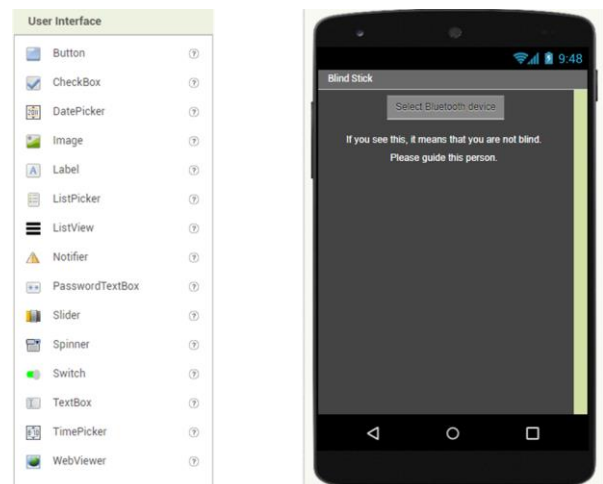 User Interface
Button
CheckBox
DatePicker
Image
Label
ListPicker
ListView
Notifier
PasswordTextBox
Slider
Spinner
Switch
TextBox
TimePicker
WebViewer
9:48
Blind Stick
Select Bluetooth device
If you see this, it means that you are not blind.
Please guide this person.